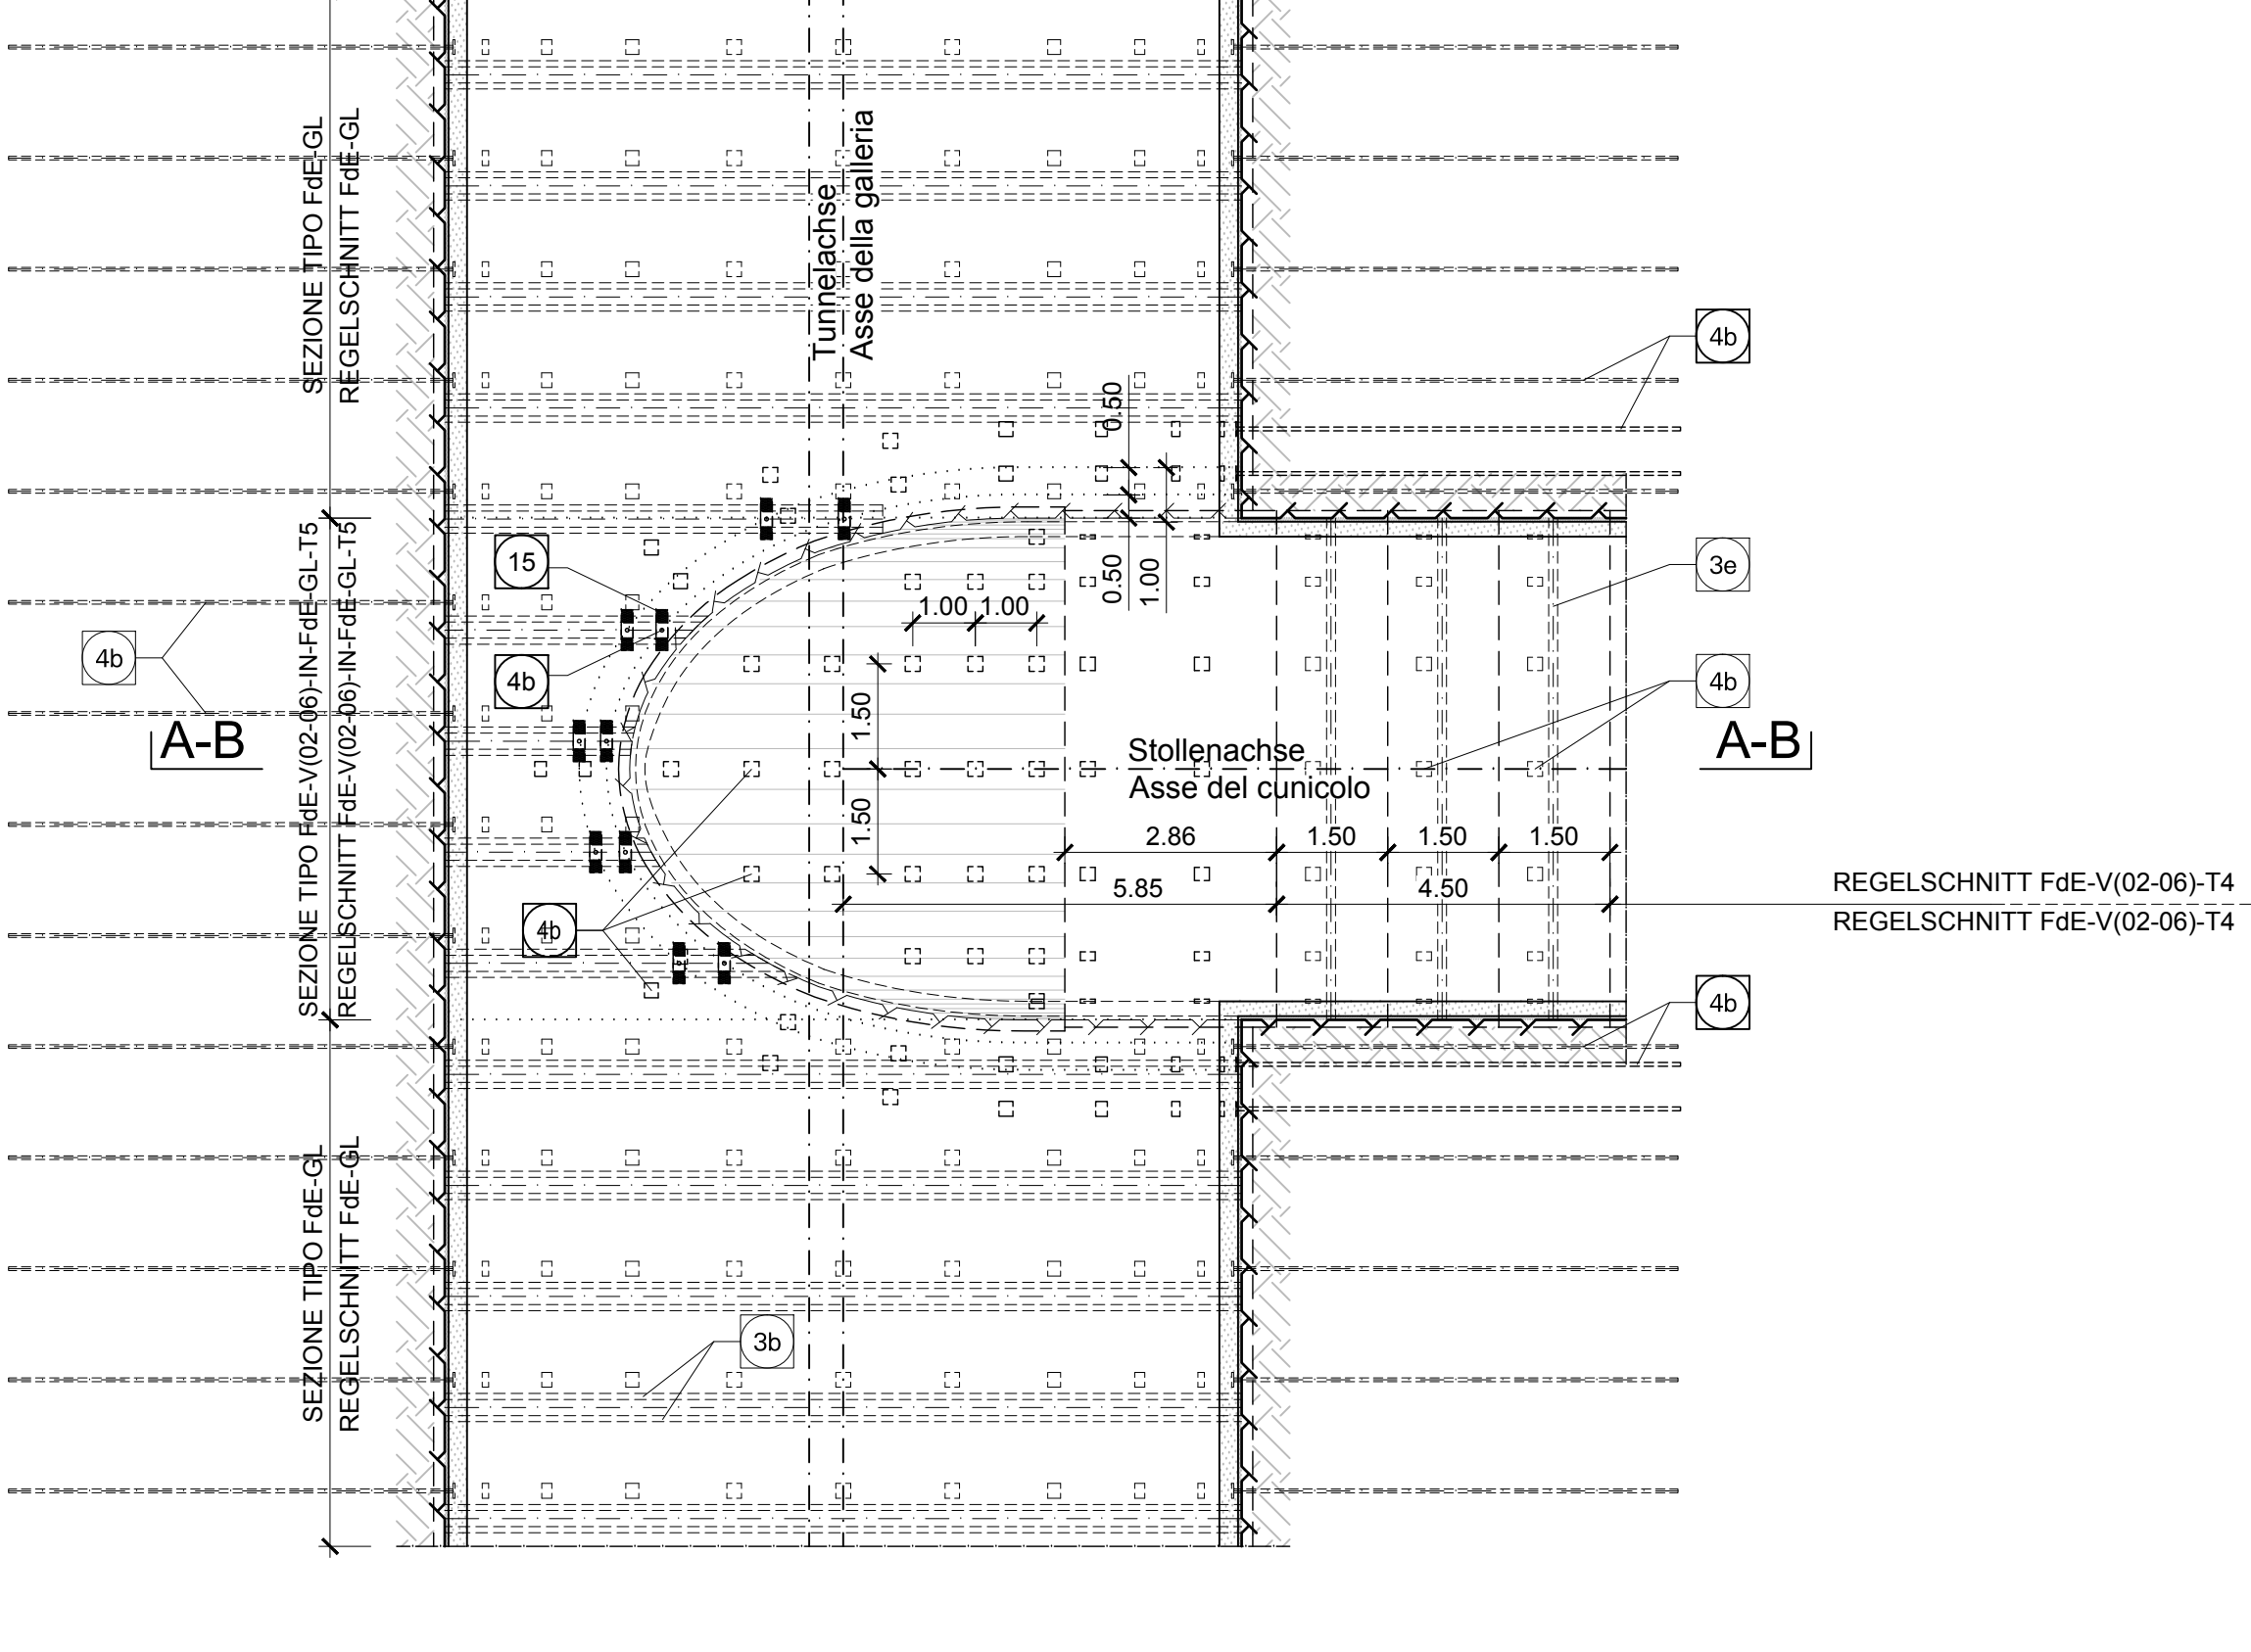 SEZIONE TIPO FdE-GL
REGELSCHNITT FdE-GL
Tunnelachse
Asse della galleria
4b
0.50
SEZIONE TIPO FdE-V(02-06)-IN-FdE-GL-T5
REGELSCHNITT FdE-V(02-06)-IN-FdE-GL-T5
15
0.50
1.00
3e
1.00
1.00
4b
4b
4b
1.50
A-B
Stollenachse
Asse del cunicolo
A-B
1.50
2.86
1.50
1.50
1.50
5.85
4.50
REGELSCHNITT FdE-V(02-06)-T4
REGELSCHNITT FdE-V(02-06)-T4
4b
4b
SEZIONE TIPO FdE-GL
REGELSCHNITT FdE-GL
3b